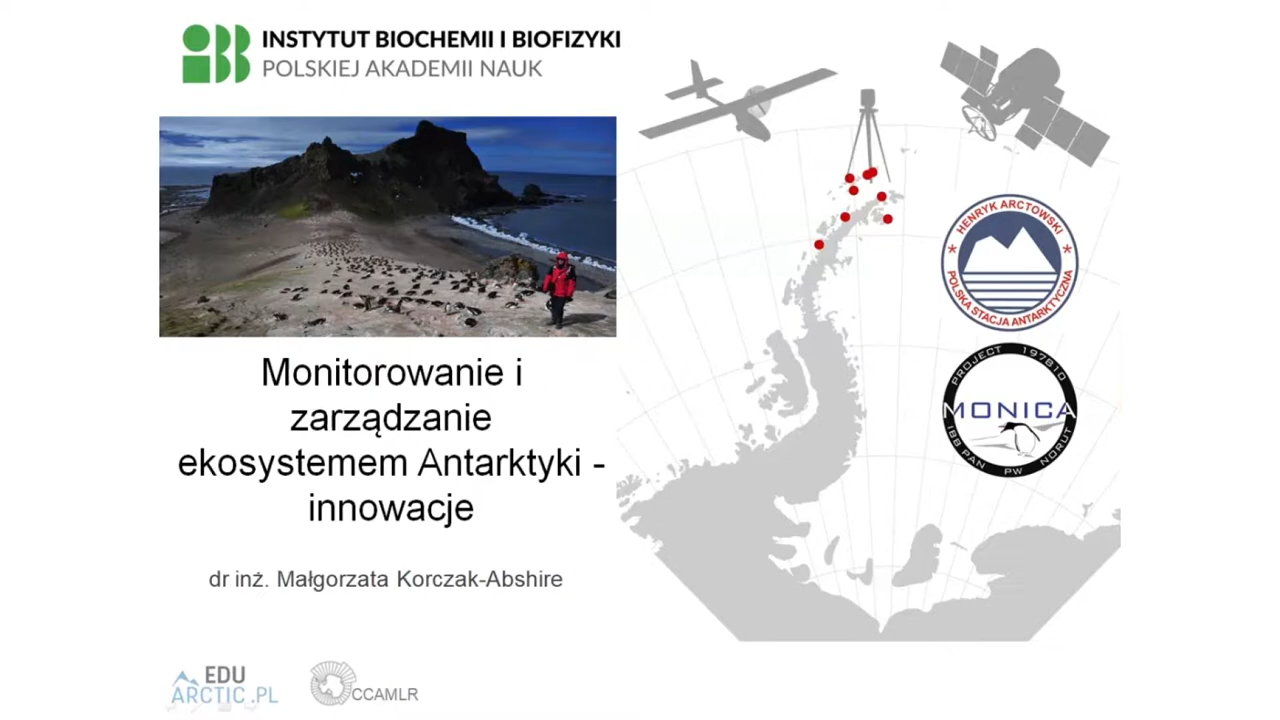 INSTYTUT BIOCHEMII I BIOFIZYKI
POLSKIEJ AKADEMII NAUK
Monitorowanie i
zarządzanie
ekosystemem Antarktyki -
innowacje
dr inż. Małgorzata Korczak-Abshire
HENRYK ARCTOWSKI
POLSKA STACJA ANTARKTYCZNA
PROJECT 197810
MONICA
IBB PAN PW NORUT
EDU
ARCTIC.PL
CCAMLR